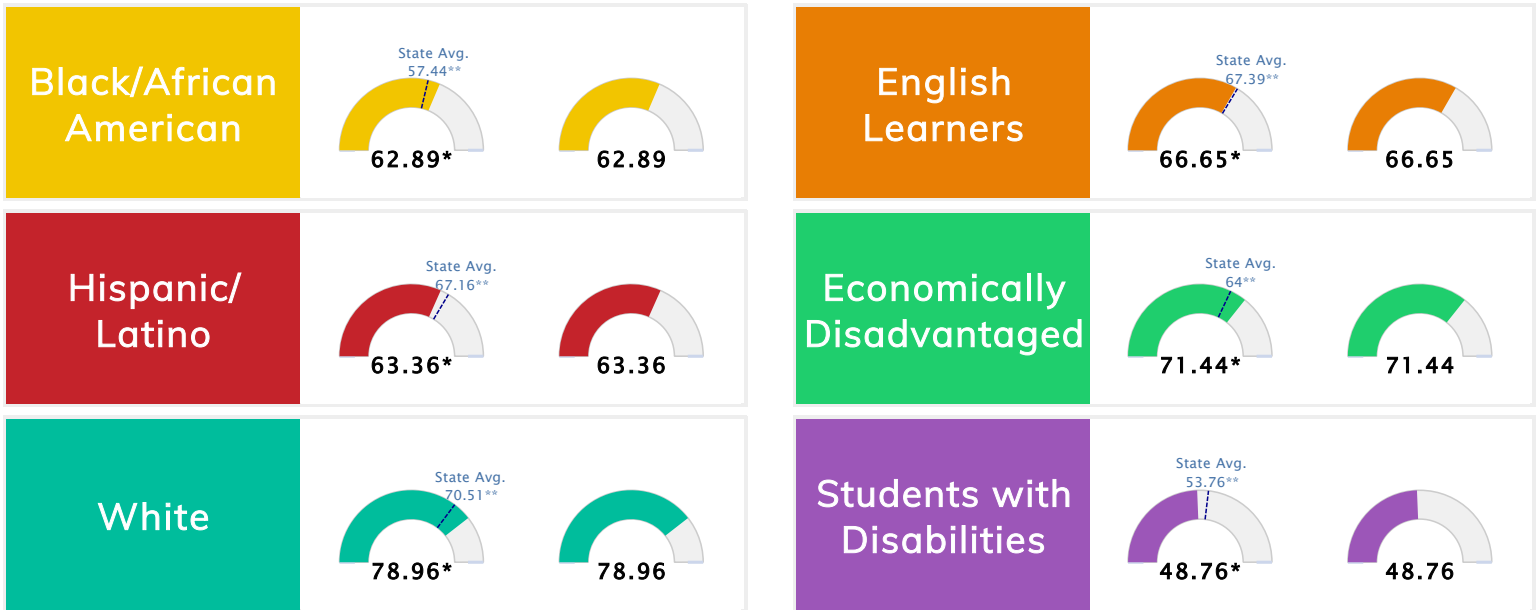 Black/African
American
State Avg.
57.44**
62.89*
62.89
English
Learners
State Avg.
67.39**
66.65*
66.65
Hispanic/
Latino
State Avg.
67.16**
63.36*
63.36
Economically
Disadvantaged
State Avg.
64**
71.44*
71.44
White
State Avg.
70.51**
78.96*
78.96
Students with
Disabilities
State Avg.
53.76**
48.76*
48.76